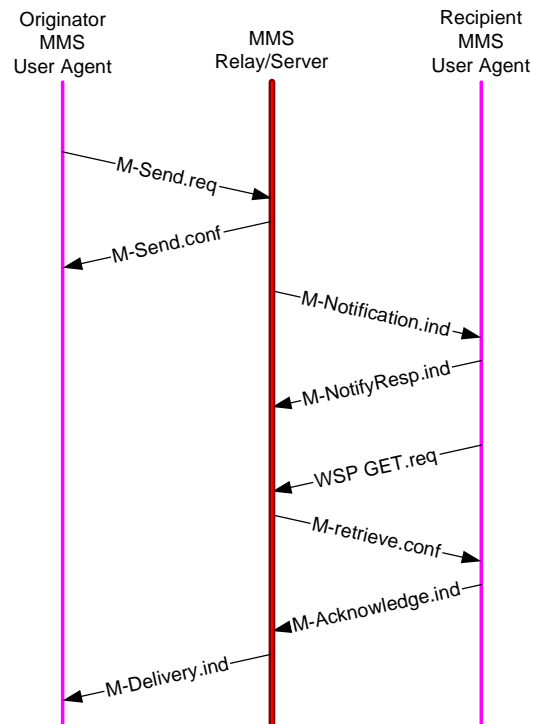 Originator
MMS
User Agent
MMS
Relay/Server
Recipient
MMS
User Agent
M-Send.req
M-Send.conf
M-Notification.ind
M-NotifyResp.ind
WSP GET.req
M-retrieve.conf
M-Acknowledge.ind
M-Delivery.ind